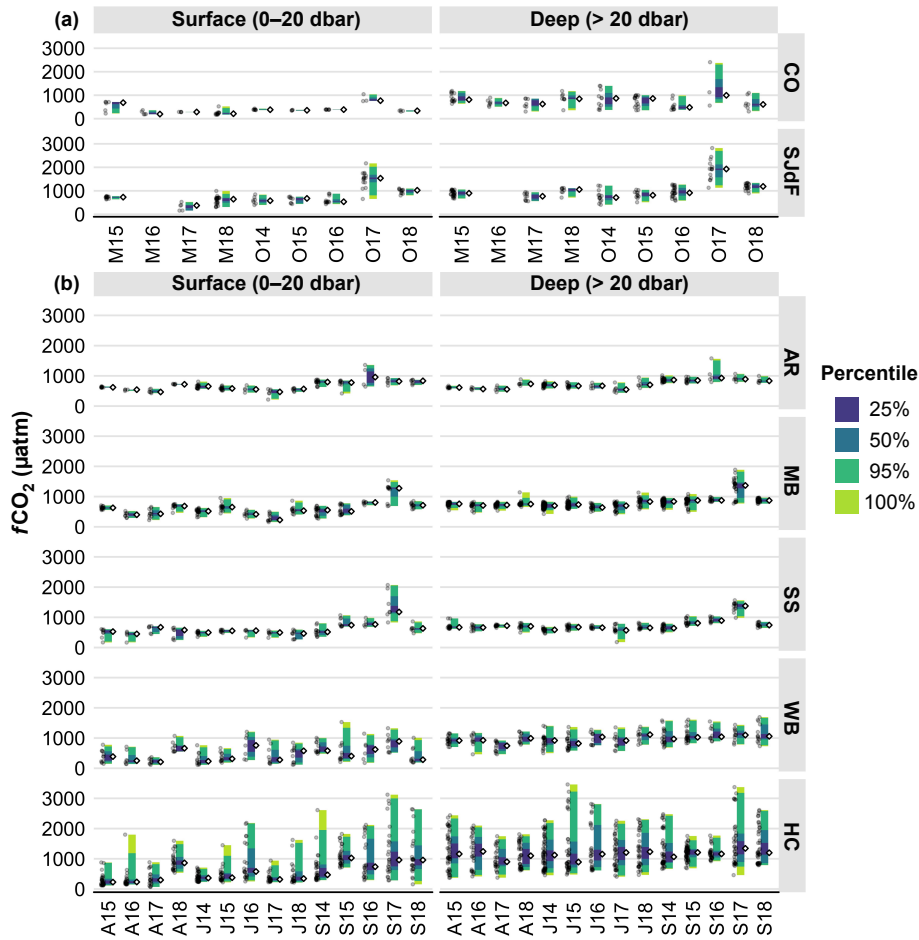 (a)
Surface (0–20 dbar)
Deep (> 20 dbar)
3000
2000
1000
0
CO
3000
2000
1000
0
SJdF
M15 M16 M17 M18 O14 O15 O16 O17 O18
M15 M16 M17 M18 O14 O15 O16 O17 O18
(b)
Surface (0–20 dbar)
Deep (> 20 dbar)
fCO₂ (µatm)
3000
2000
1000
0
AR
3000
2000
1000
0
MB
3000
2000
1000
0
SS
3000
2000
1000
0
WB
3000
2000
1000
0
HC
A15 A16 A17 A18 J14 J15 J16 J17 J18 S14 S15 S16 S17 S18
A15 A16 A17 A18 J14 J15 J16 J17 J18 S14 S15 S16 S17 S18
Percentile
25%
50%
95%
100%